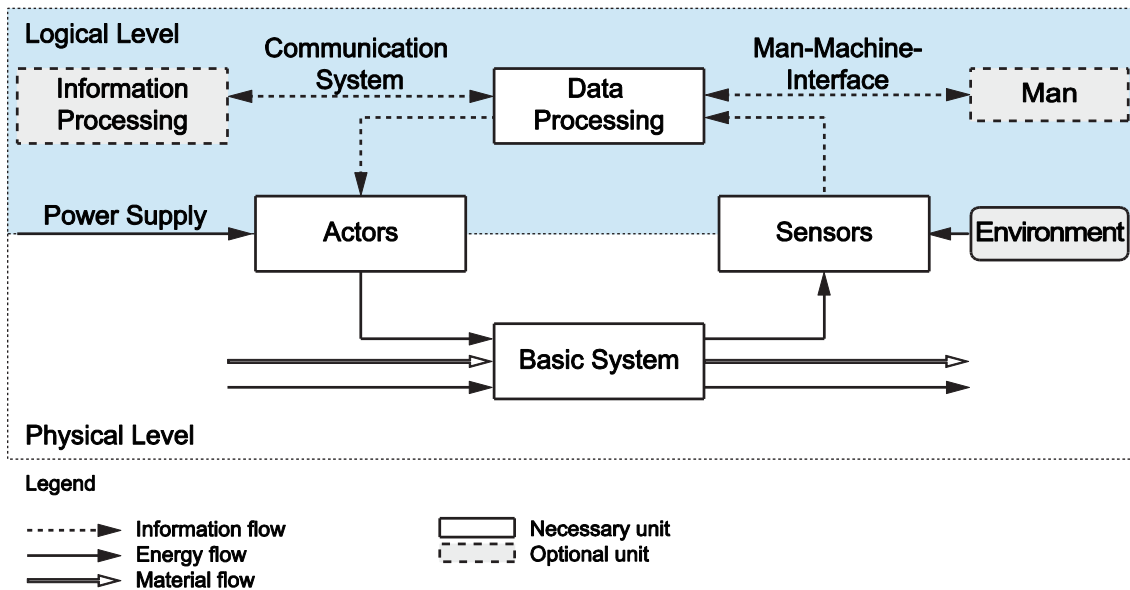 Logical Level
Communication
System
Man-Machine-
Interface
Information
Processing
Data
Processing
Man
Power Supply
Actors
Sensors
Environment
Basic System
Physical Level
Legend
Information flow
Energy flow
Material flow
Necessary unit
Optional unit